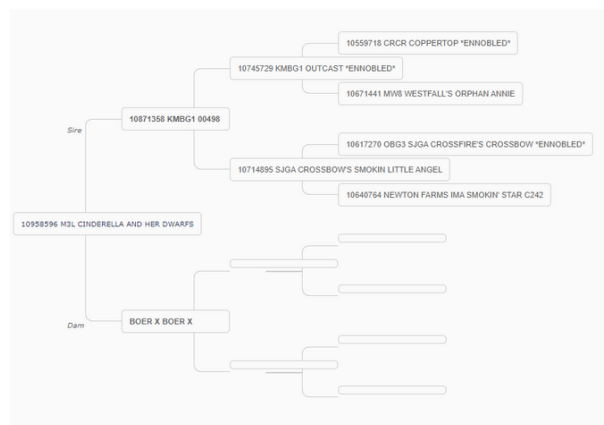 10559718 CRCR COPPERTOP *ENNOBLED*
10745729 KMBG1 OUTCAST *ENNOBLED*
10671441 MW8 WESTFALL'S ORPHAN ANNIE
10871358 KMBG1 00498
Sire
10617270 OBG3 SJGA CROSSFIRE'S CROSSBOW *ENNOBLED*
10714895 SJGA CROSSBOW'S SMOKIN LITTLE ANGEL
10640764 NEWTON FARMS IMA SMOKIN' STAR C242
10958596 M3L CINDERELLA AND HER DWARFS
Dam
BOER X BOER X